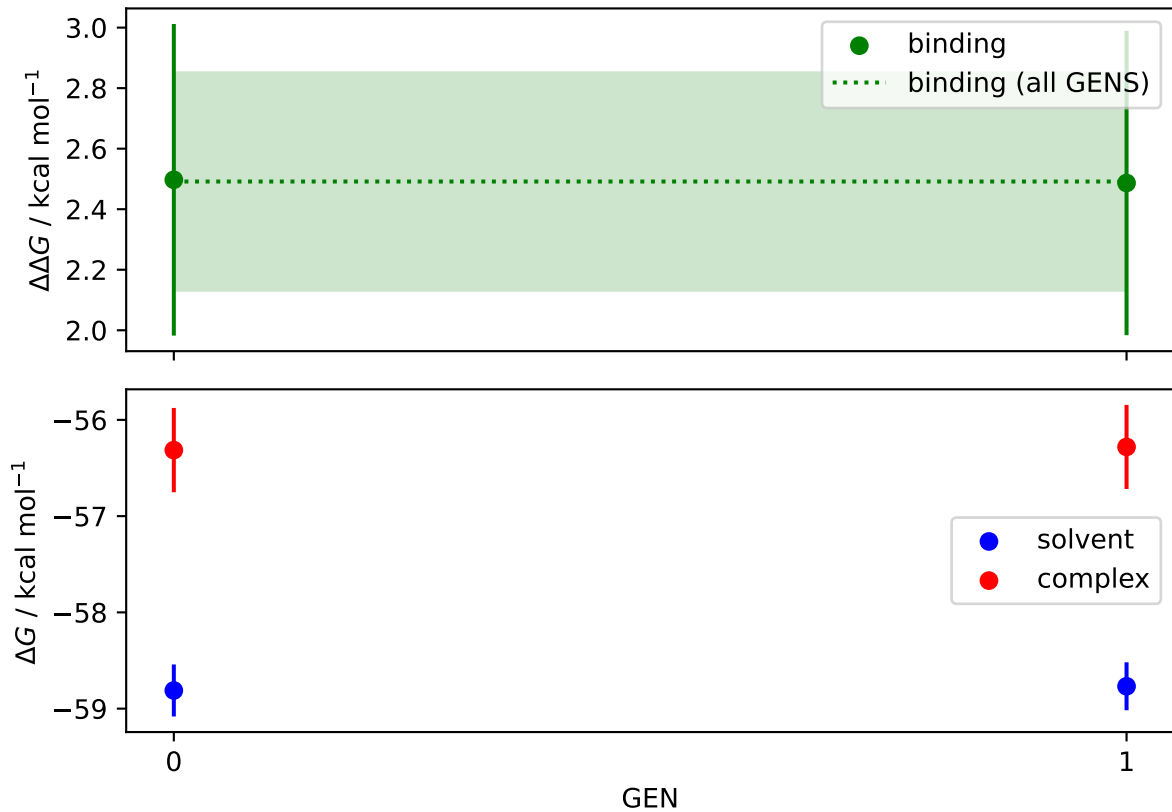 3.0
2.8
2.6
2.4
2.2
2.0
ΔΔG / kcal mol⁻¹
binding
binding (all GENS)
−56
−57
−58
−59
ΔG / kcal mol⁻¹
solvent
complex
0
1
GEN